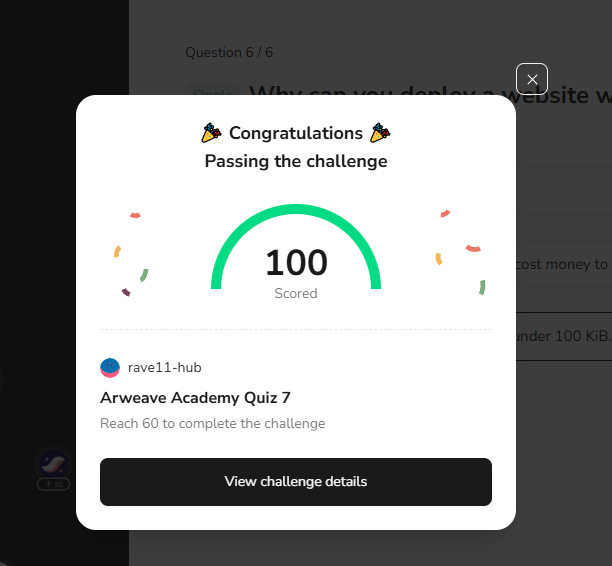 Question 6 / 6
Single Why can you deploy a website w
Congratulations
Passing the challenge
cost money to
100
Scored
under 100 KiB.
rave11-hub
Arweave Academy Quiz 7
Reach 60 to complete the challenge
View challenge details
32